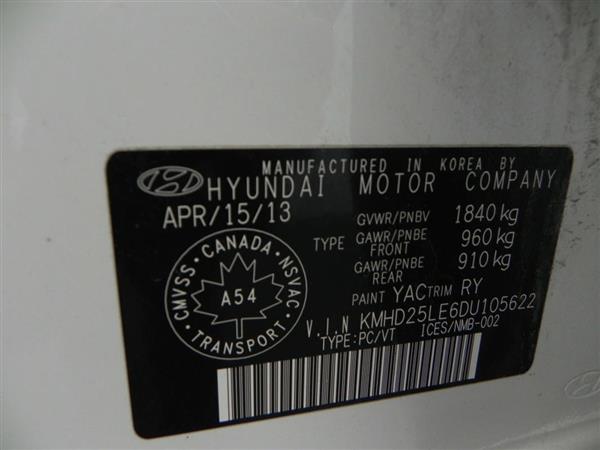 MANUFACTURED IN KOREA BY
HYUNDAI MOTOR COMPANY
APR/15/13
GVWR/PNBV 1840 kg
TYPE GAWR/PNBE FRONT 960 kg
GAWR/PNBE REAR 910 kg
PAINT YAC TRIM RY
V.I.N KMHD25LE6DU105622
TYPE:PC/VT ICES/NMB-002
CMVSS · CANADA · NSVAC
A54
TRANSPORT